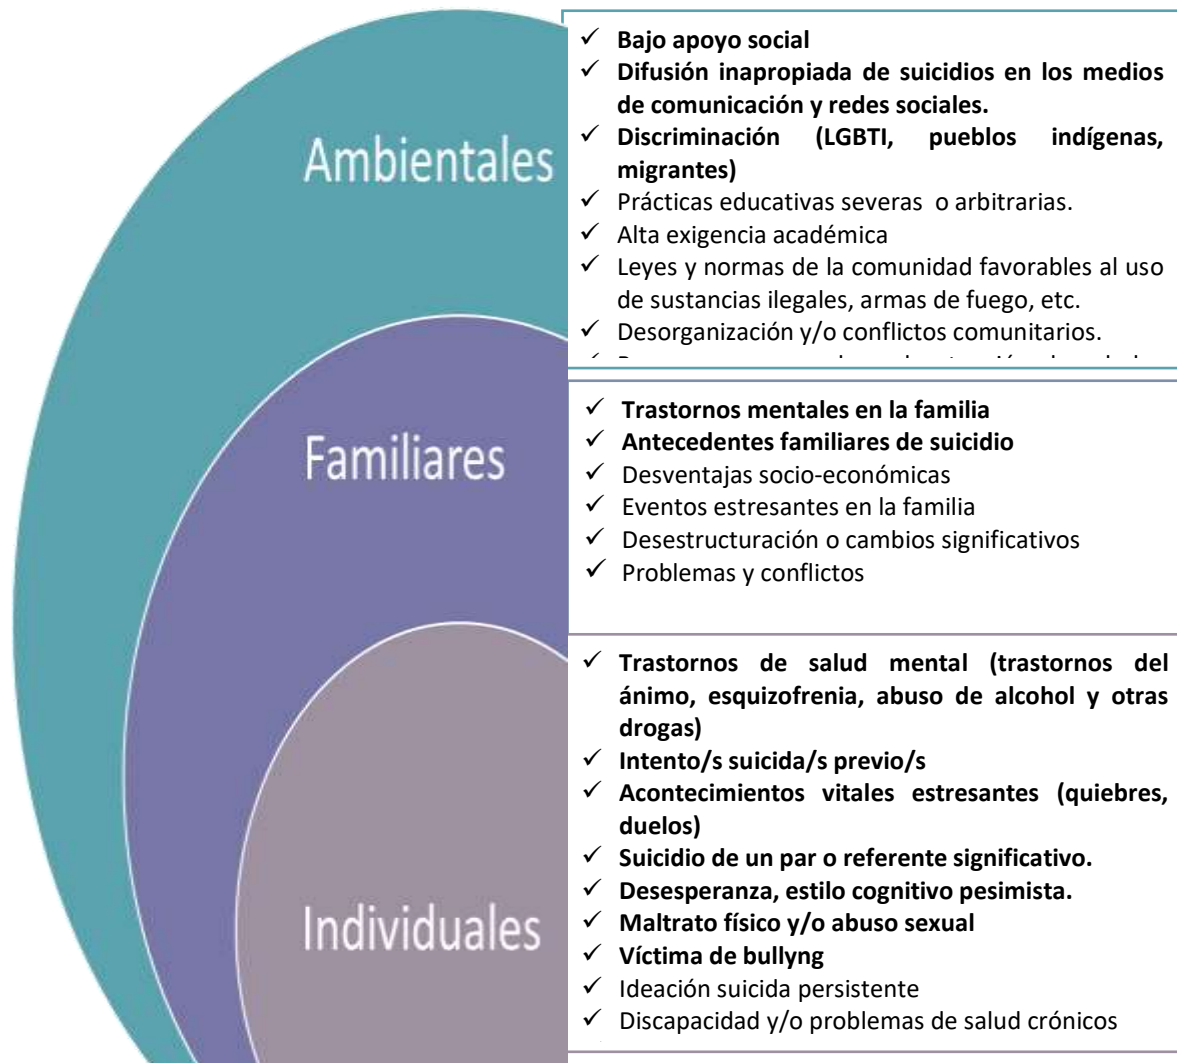 Ambientales
✓ Bajo apoyo social
✓ Difusión inapropiada de suicidios en los medios
de comunicación y redes sociales.
✓ Discriminación (LGBTI, pueblos indígenas,
migrantes)
✓ Prácticas educativas severas o arbitrarias.
✓ Alta exigencia académica
✓ Leyes y normas de la comunidad favorables al uso
de sustancias ilegales, armas de fuego, etc.
✓ Desorganización y/o conflictos comunitarios.
Familiares
✓ Trastornos mentales en la familia
✓ Antecedentes familiares de suicidio
✓ Desventajas socio-económicas
✓ Eventos estresantes en la familia
✓ Desestructuración o cambios significativos
✓ Problemas y conflictos
Individuales
✓ Trastornos de salud mental (trastornos del
ánimo, esquizofrenia, abuso de alcohol y otras
drogas)
✓ Intento/s suicida/s previo/s
✓ Acontecimientos vitales estresantes (quiebres,
duelos)
✓ Suicidio de un par o referente significativo.
✓ Desesperanza, estilo cognitivo pesimista.
✓ Maltrato físico y/o abuso sexual
✓ Víctima de bullyng
✓ Ideación suicida persistente
✓ Discapacidad y/o problemas de salud crónicos